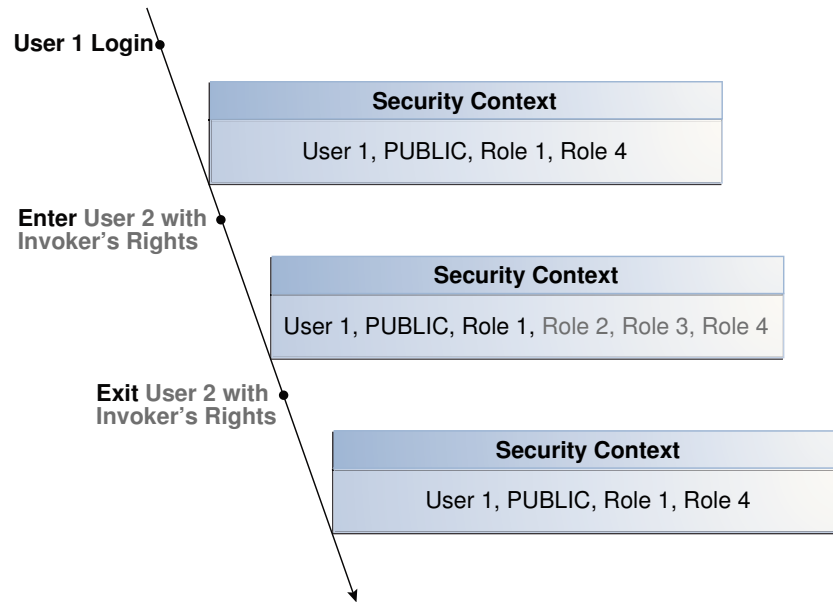 User 1 Login
Security Context
User 1, PUBLIC, Role 1, Role 4
Enter User 2 with
Invoker's Rights
Security Context
User 1, PUBLIC, Role 1, Role 2, Role 3, Role 4
Exit User 2 with
Invoker's Rights
Security Context
User 1, PUBLIC, Role 1, Role 4